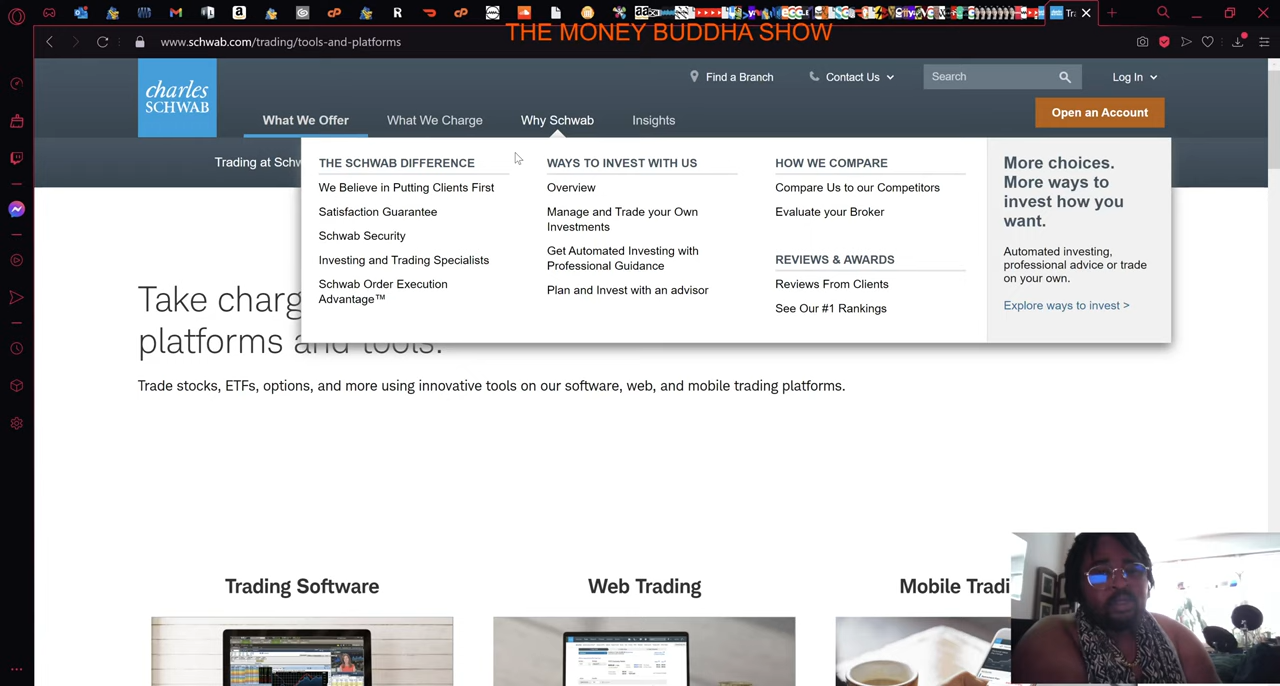 www.schwab.com/trading/tools-and-platforms
THE MONEY BUDDHA SHOW
charles
SCHWAB
Find a Branch
Contact Us
Search
Log In
What We Offer
What We Charge
Why Schwab
Insights
Open an Account
Trading at Schw
THE SCHWAB DIFFERENCE
We Believe in Putting Clients First
Satisfaction Guarantee
Schwab Security
Investing and Trading Specialists
Schwab Order Execution
Advantage™
WAYS TO INVEST WITH US
Overview
Manage and Trade your Own
Investments
Get Automated Investing with
Professional Guidance
Plan and Invest with an advisor
HOW WE COMPARE
Compare Us to our Competitors
Evaluate your Broker
REVIEWS & AWARDS
Reviews From Clients
See Our #1 Rankings
More choices.
More ways to
invest how you
want.
Automated investing,
professional advice or trade
on your own.
Explore ways to invest >
Take charg
platforms and tools.
Trade stocks, ETFs, options, and more using innovative tools on our software, web, and mobile trading platforms.
Trading Software
Web Trading
Mobile Tradi